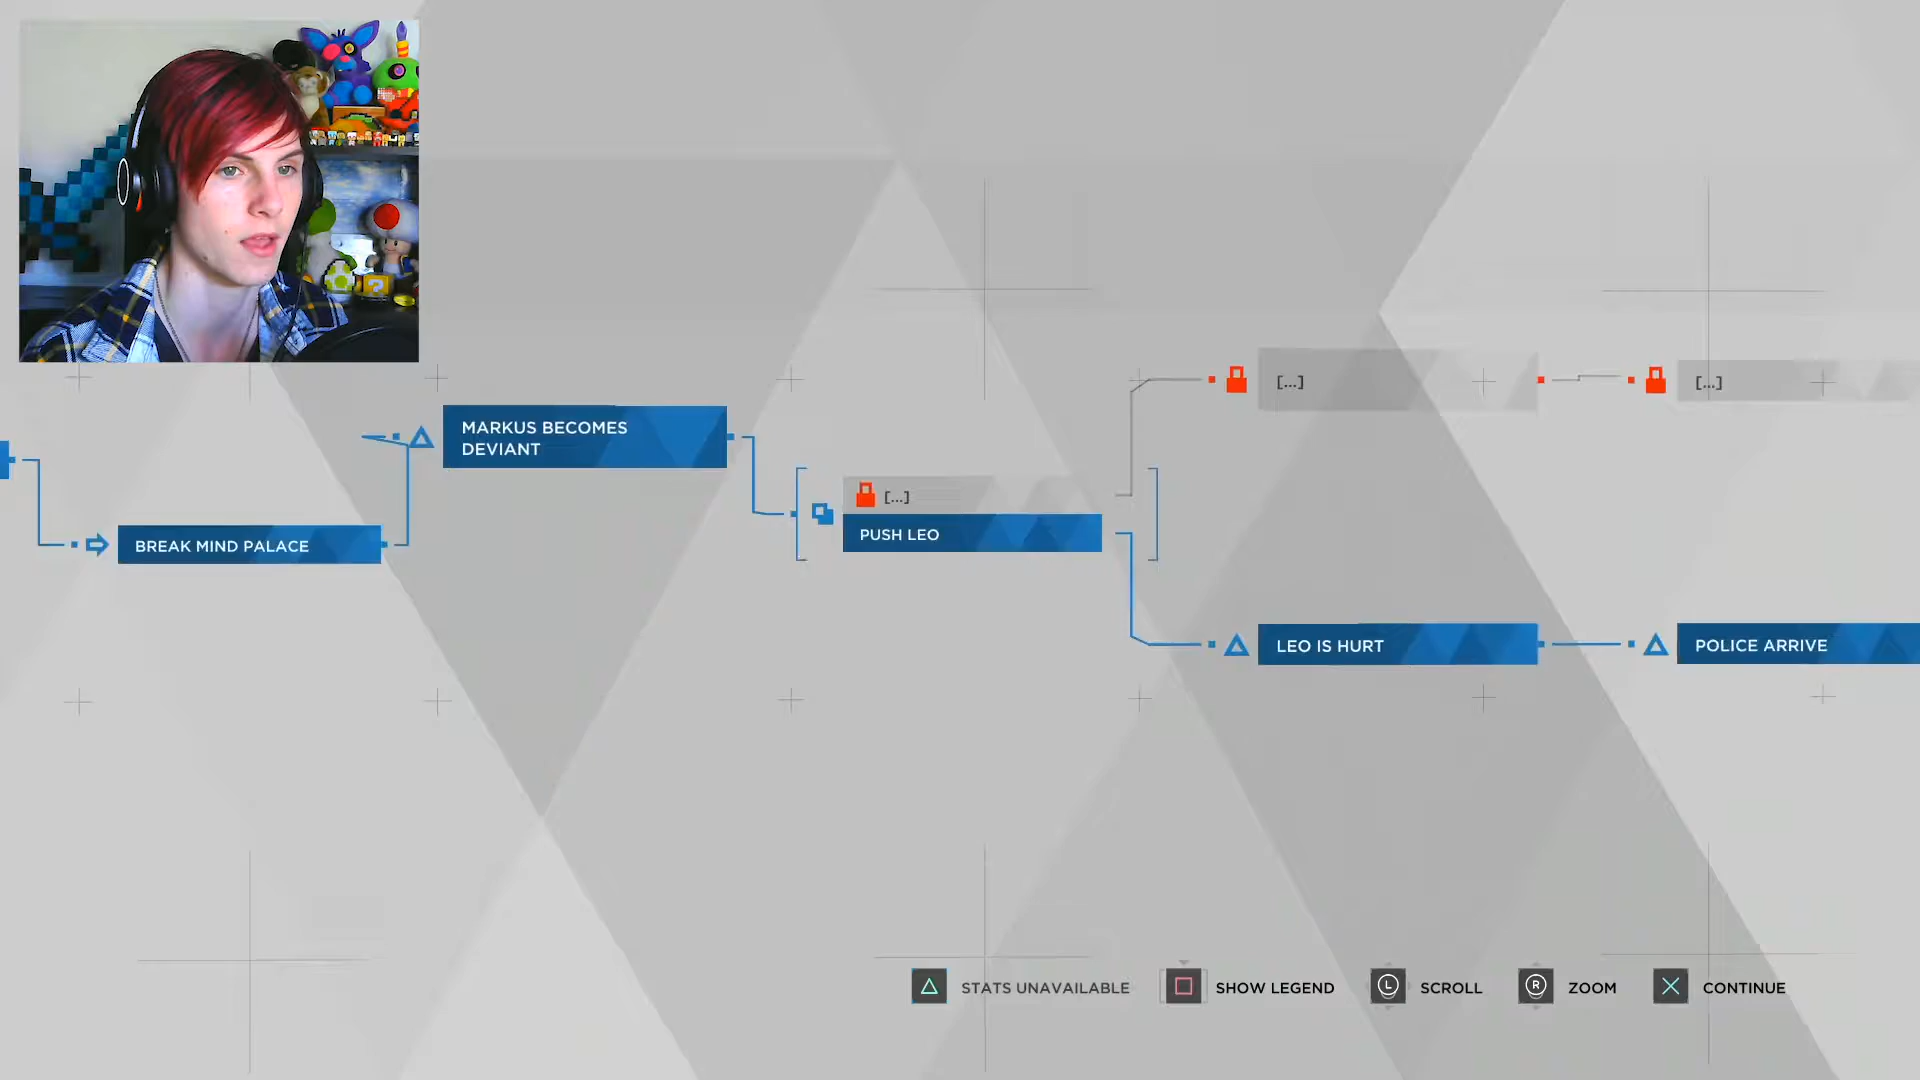 [...]
[...]
MARKUS BECOMES
DEVIANT
[...]
PUSH LEO
BREAK MIND PALACE
LEO IS HURT
POLICE ARRIVE
STATS UNAVAILABLE
SHOW LEGEND
L
SCROLL
R
ZOOM
CONTINUE
?